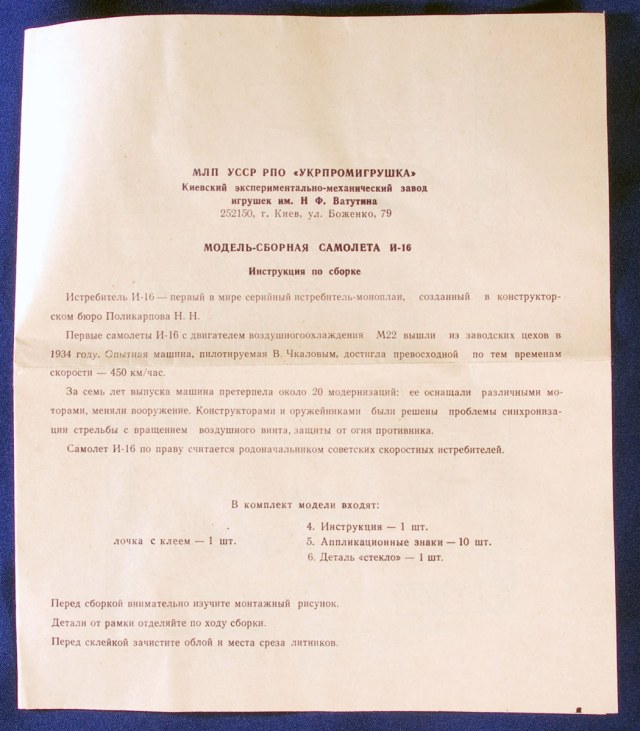 МЛП УССР РПО «УКРПРОМИГРУШКА»
Киевский экспериментально-механический завод
игрушек им. Н Ф. Ватутина
252150, г. Киев, ул. Боженко, 79
МОДЕЛЬ-СБОРНАЯ САМОЛЕТА И-16
Инструкция по сборке
Истребитель И-16 — первый в мире серийный истребитель-моноплан, созданный в конструктор-
ском бюро Поликарпова Н. Н.
Первые самолеты И-16 с двигателем воздушногоохлаждения М22 вышли из заводских цехов в
1934 году. Опытная машина, пилотируемая В. Чкаловым, достигла превосходной по тем временам
скорости — 450 км/час.
За семь лет выпуска машина претерпела около 20 модернизаций: ее оснащали различными мо-
торами, меняли вооружение. Конструкторами и оружейниками были решены проблемы синхрониза-
ции стрельбы с вращением воздушного винта, защиты от огня противника.
Самолет И-16 по праву считается родоначальником советских скоростных истребителей.
В комплект модели входят:
4. Инструкция — 1 шт.
лочка с клеем — 1 шт. 5. Аппликационные знаки — 10 шт.
6. Деталь «стекло» — 1 шт.
Перед сборкой внимательно изучите монтажный рисунок.
Детали от рамки отделяйте по ходу сборки.
Перед склейкой зачистите облой и места среза литников.